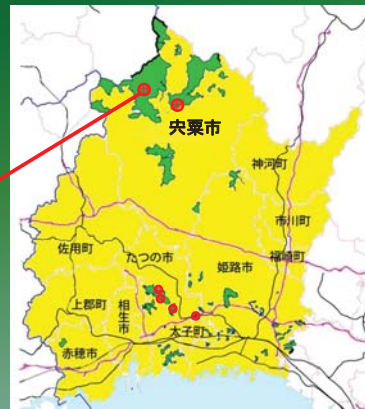 宍粟市
神河町
市川町
福崎町
佐用町
たつの市
姫路市
上郡町
相生市
太子町
赤穂市